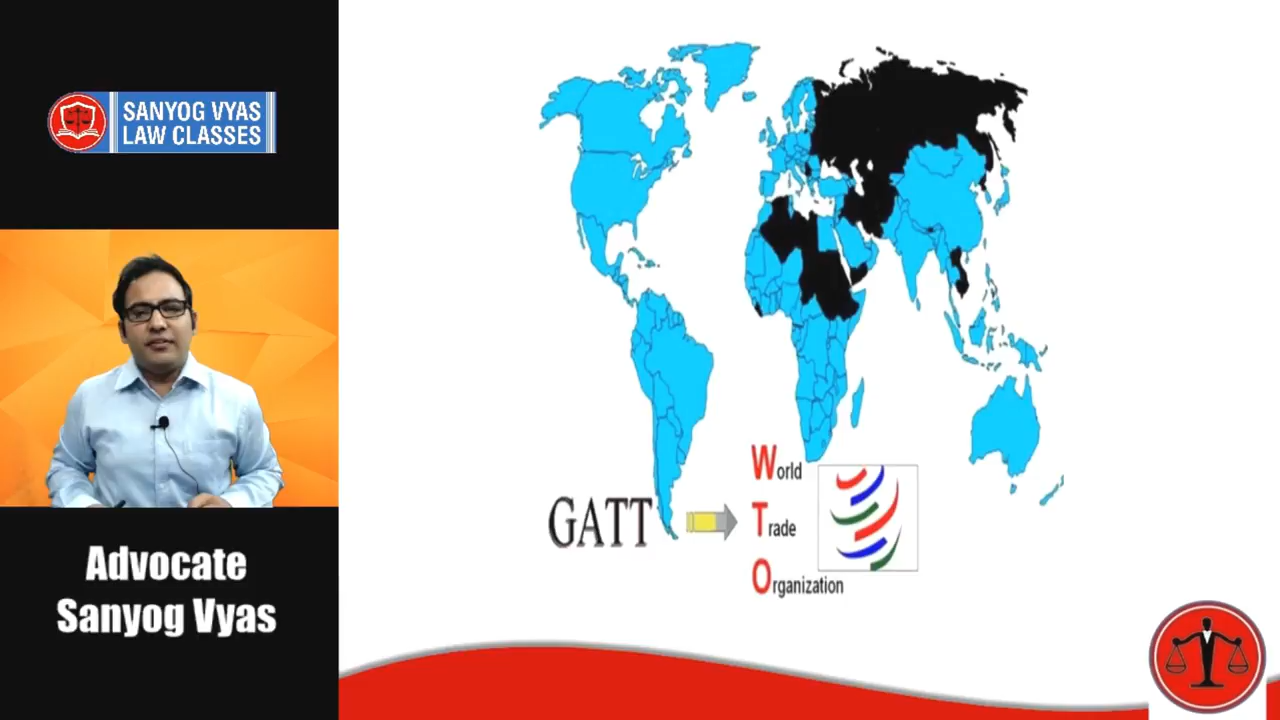 SANYOG VYAS
LAW CLASSES
Advocate
Sanyog Vyas
GATT
World
Trade
Organization